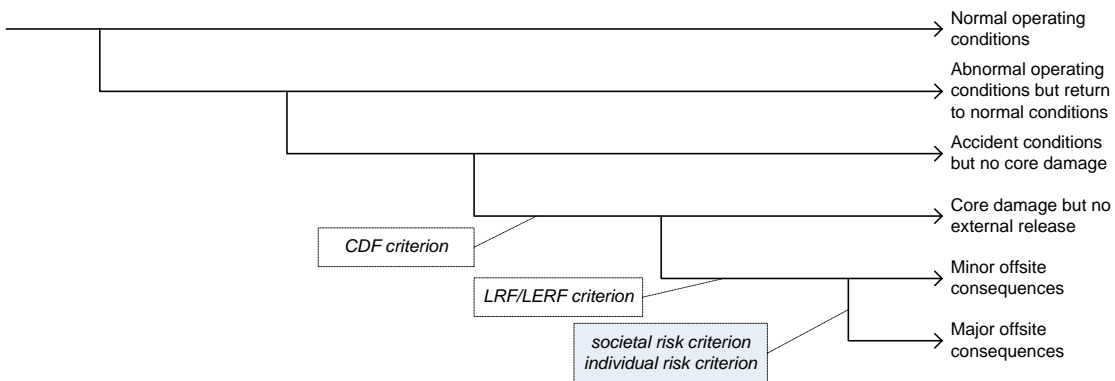 Normal operating
conditions
Abnormal operating
conditions but return
to normal conditions
Accident conditions
but no core damage
Core damage but no
external release
CDF criterion
Minor offsite
consequences
LRF/LERF criterion
societal risk criterion
individual risk criterion
Major offsite
consequences